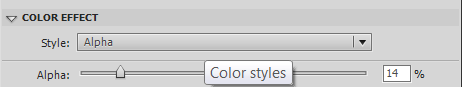 COLOR EFFECT
Style: Alpha
Alpha: 14 %
Color styles